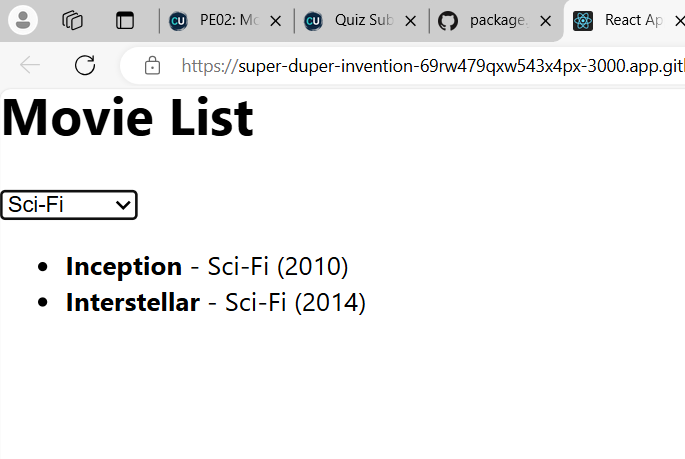 PE02: Mo
Quiz Sub
package.
React Ap
https://super-duper-invention-69rw479qxw543x4px-3000.app.gitl
Movie List
Sci-Fi
Inception - Sci-Fi (2010)
Interstellar - Sci-Fi (2014)